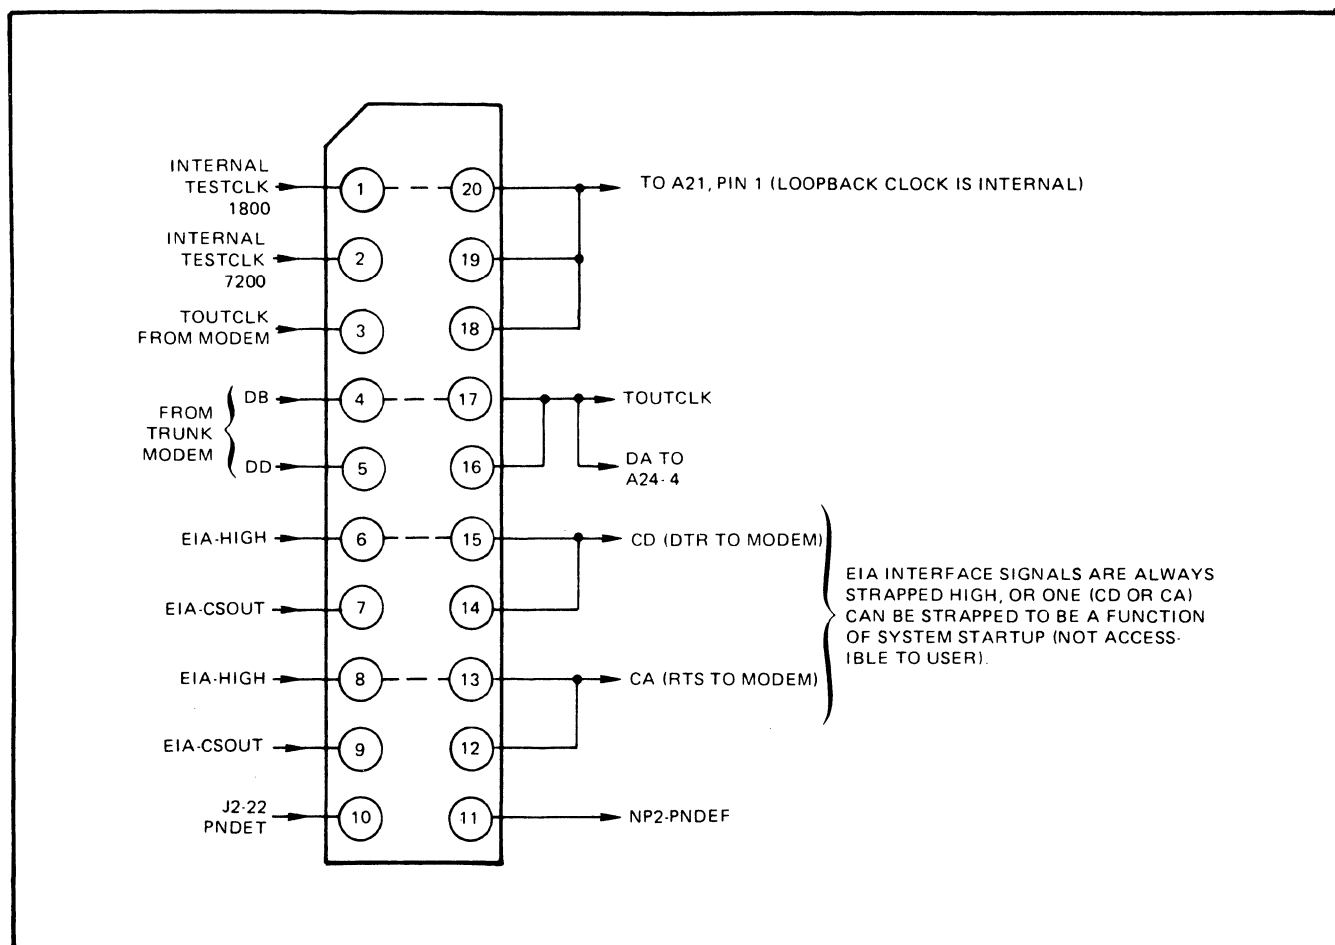 INTERNAL
TESTCLK
1800
1
20
TO A21, PIN 1 (LOOPBACK CLOCK IS INTERNAL)
INTERNAL
TESTCLK
7200
2
19
TOUTCLK
FROM MODEM
3
18
FROM
TRUNK
MODEM
DB
4
17
TOUTCLK
DD
5
16
DA TO
A24-4
EIA-HIGH
6
15
CD (DTR TO MODEM)
EIA-CSOUT
7
14
EIA-HIGH
8
13
CA (RTS TO MODEM)
EIA INTERFACE SIGNALS ARE ALWAYS
STRAPPED HIGH, OR ONE (CD OR CA)
CAN BE STRAPPED TO BE A FUNCTION
OF SYSTEM STARTUP (NOT ACCESS-
IBLE TO USER).
EIA-CSOUT
9
12
J2-22
PNDET
10
11
NP2-PNDEF